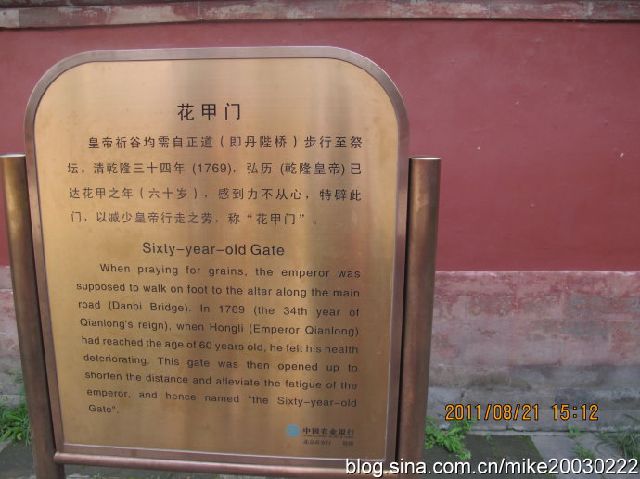 花甲门
皇帝祈谷均需自正道（即丹陛桥）步行至祭
坛，清乾隆三十四年（1769），弘历（乾隆皇帝）已
达花甲之年（六十岁），感到力不从心，特辟此
门，以减少皇帝行走之劳，称“花甲门”。
Sixty-year-old Gate
When praying for grains, the emperor was
supposed to walk on foot to the altar along the main
road (Danbi Bridge). In 1769 (the 34th year of
Qianlong's reign), when Hongli (Emperor Qianlong)
had reached the age of 60 years old, he felt his health
deteriorating. This gate was then opened up to
shorten the distance and alleviate the fatigue of the
emperor, and hence named "the Sixty-year-old
Gate".
中国农业银行
2011/08/21 15:12
blog.sina.com.cn/mike20030222